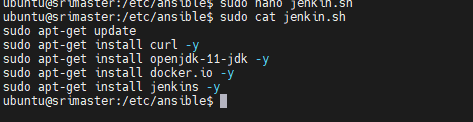 ubuntu@srimaster:/etc/ansible$ sudo nano jenkin.sh
ubuntu@srimaster:/etc/ansible$ sudo cat jenkin.sh
sudo apt-get update
sudo apt-get install curl -y
sudo apt-get install openjdk-11-jdk -y
sudo apt-get install docker.io -y
sudo apt-get install jenkins -y
ubuntu@srimaster:/etc/ansible$